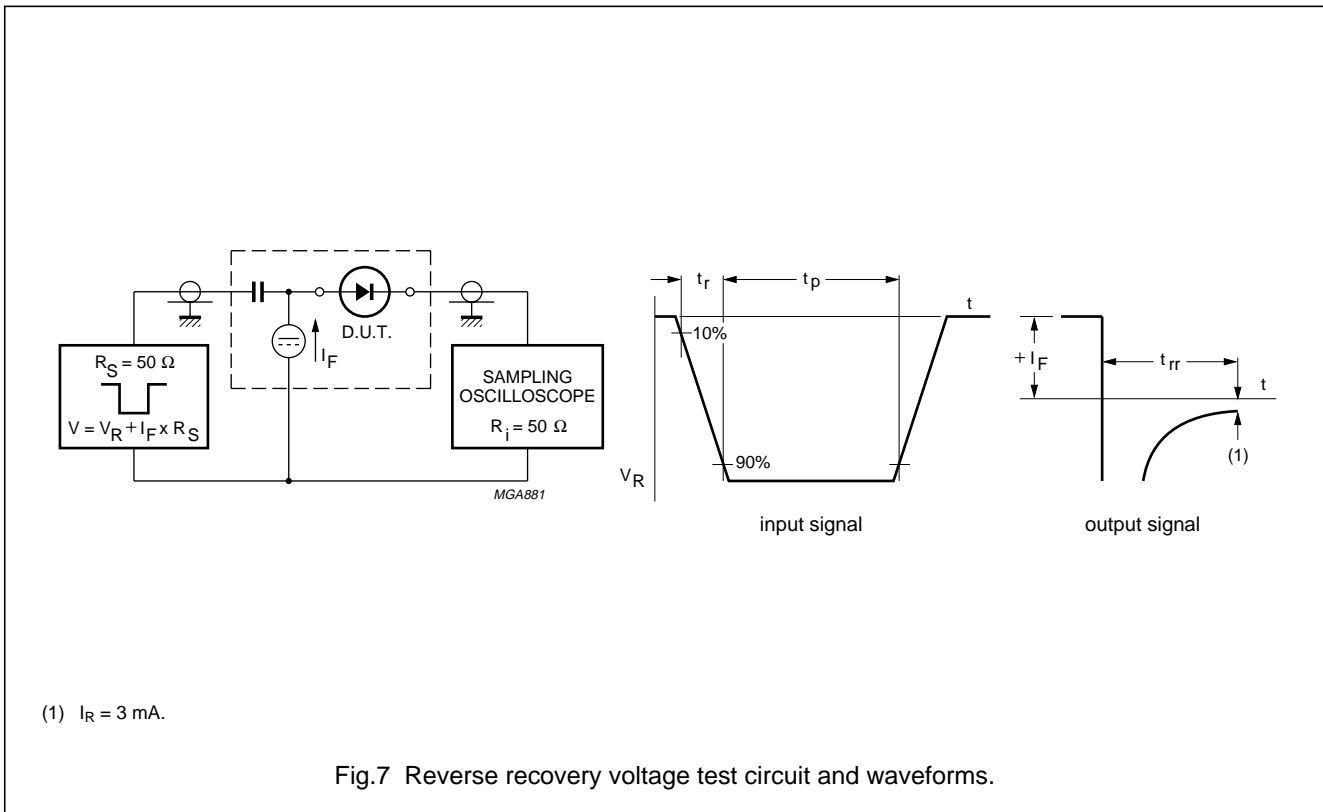 R_S = 50 Ω
V = V_R + I_F x R_S
I_F
D.U.T.
SAMPLING
OSCILLOSCOPE
R_i = 50 Ω
MGA881
t_r
t_p
t
10%
90%
V_R
input signal
+ I_F
t_rr
t
(1)
output signal
(1) I_R = 3 mA.
Fig.7 Reverse recovery voltage test circuit and waveforms.